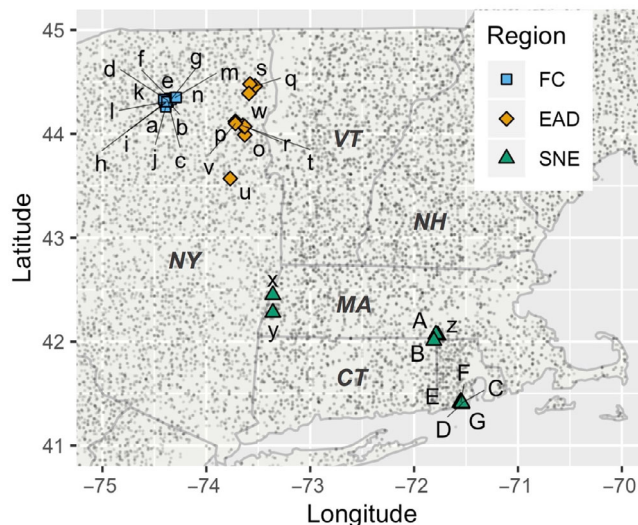 45
44
43
42
41
Latitude
Region
FC
EAD
SNE
f
g
d
e
m
s
q
k
n
l
w
a
b
p
r
VT
h
i
j
c
v
o
t
u
NH
NY
x
MA
A
z
y
B
CT
F
E
C
D
G
−75
−74
−73
−72
−71
−70
Longitude